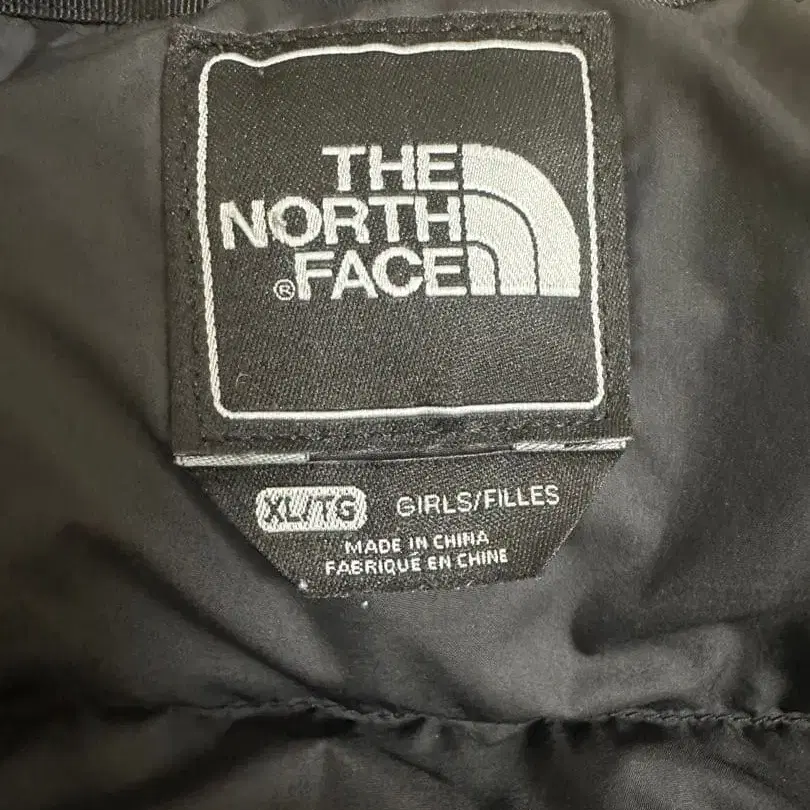 THE
NORTH
®FACE
XL/TG GIRLS/FILLES
MADE IN CHINA
FABRIQUÉ EN CHINE